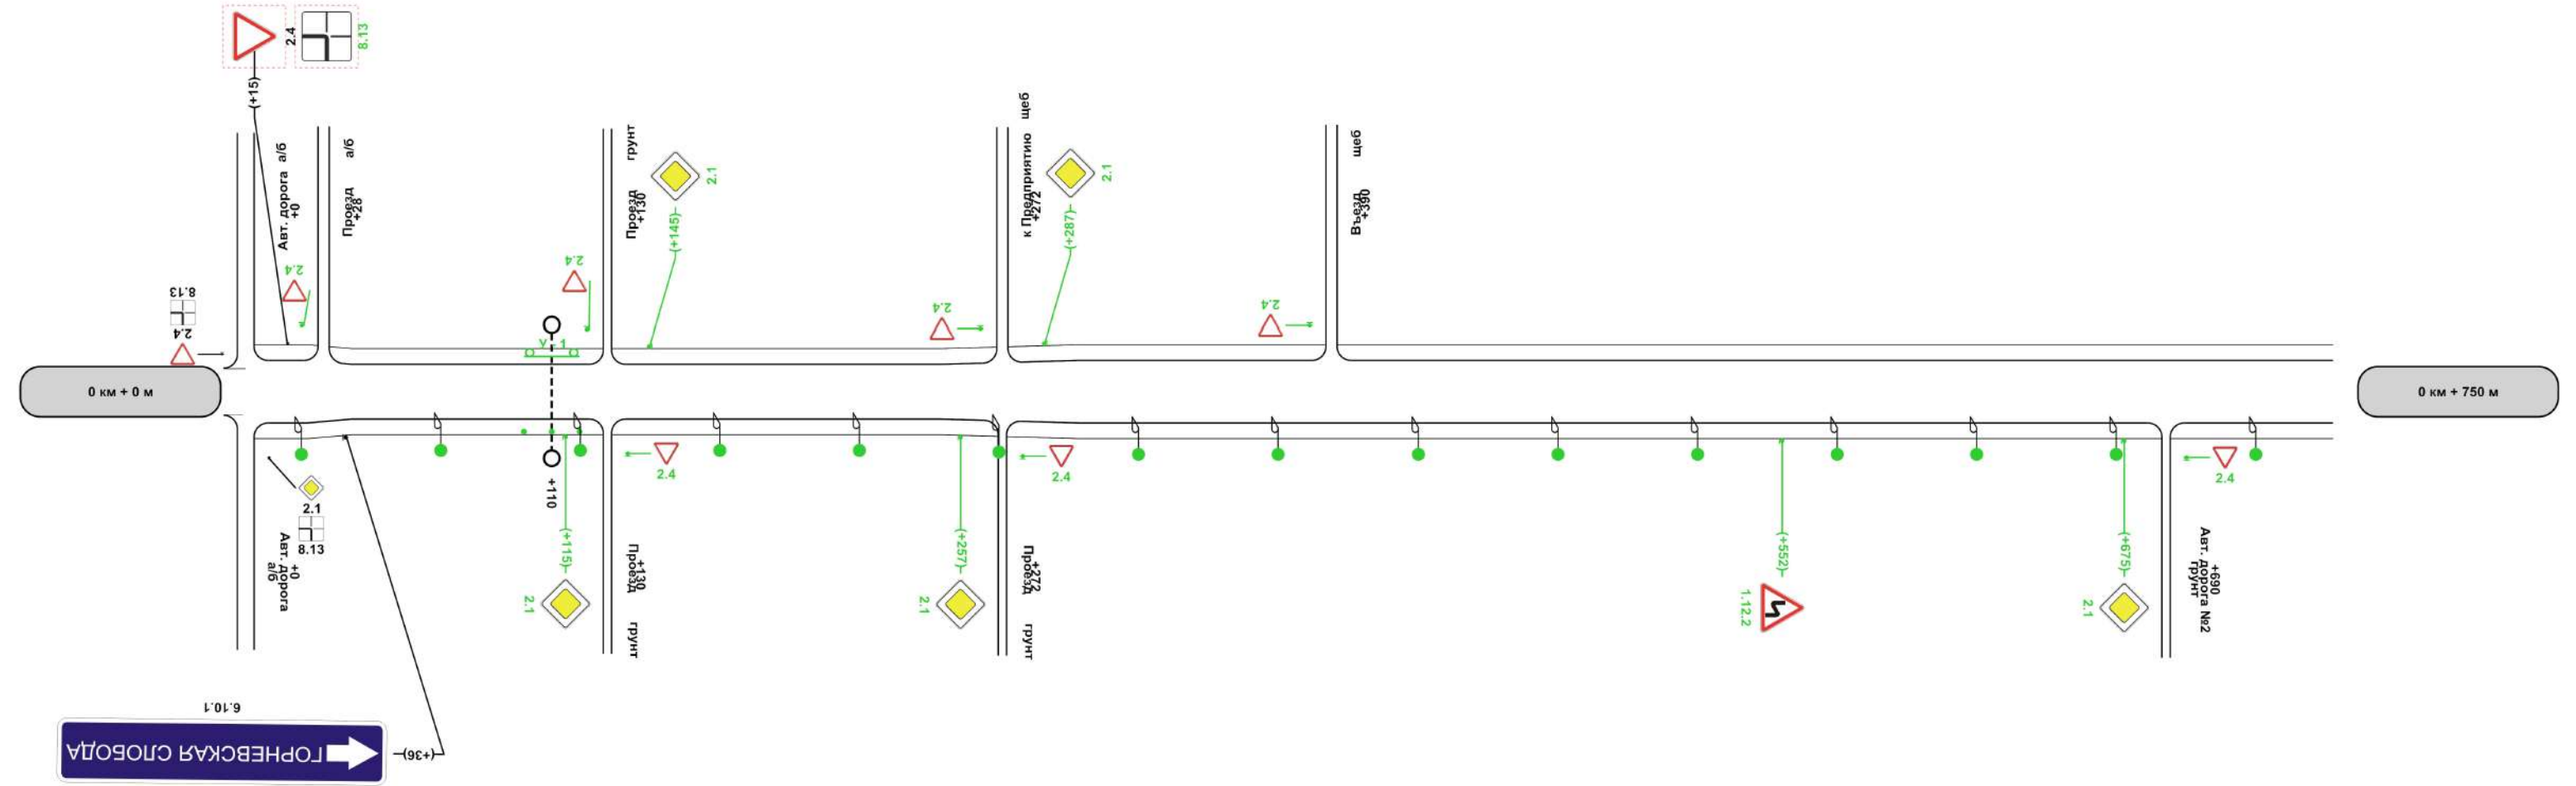 2.4
8.13
(+15)
Авт. дорога а/б
+0
Проезд а/б
+28
Проезд грунт
+130
2.1
(+145)
к Предприятию щеб
+272
2.1
(+287)
Въезд щеб
+390
8.13
2.4
2.4
2.4
2.4
2.4
У - 1
0 км + 0 м
0 км + 750 м
2.1
8.13
+0
Авт. дорога
а/б
+110
(+115)
2.1
2.4
+130
Проезд грунт
(+257)
2.1
2.4
+272
Проезд грунт
(+552)
1.12.2
(+675)
2.1
2.4
+690
Авт. дорога №2
грунт
6.10.1
ГОРНЕВСКАЯ СЛОБОДА
(+36)